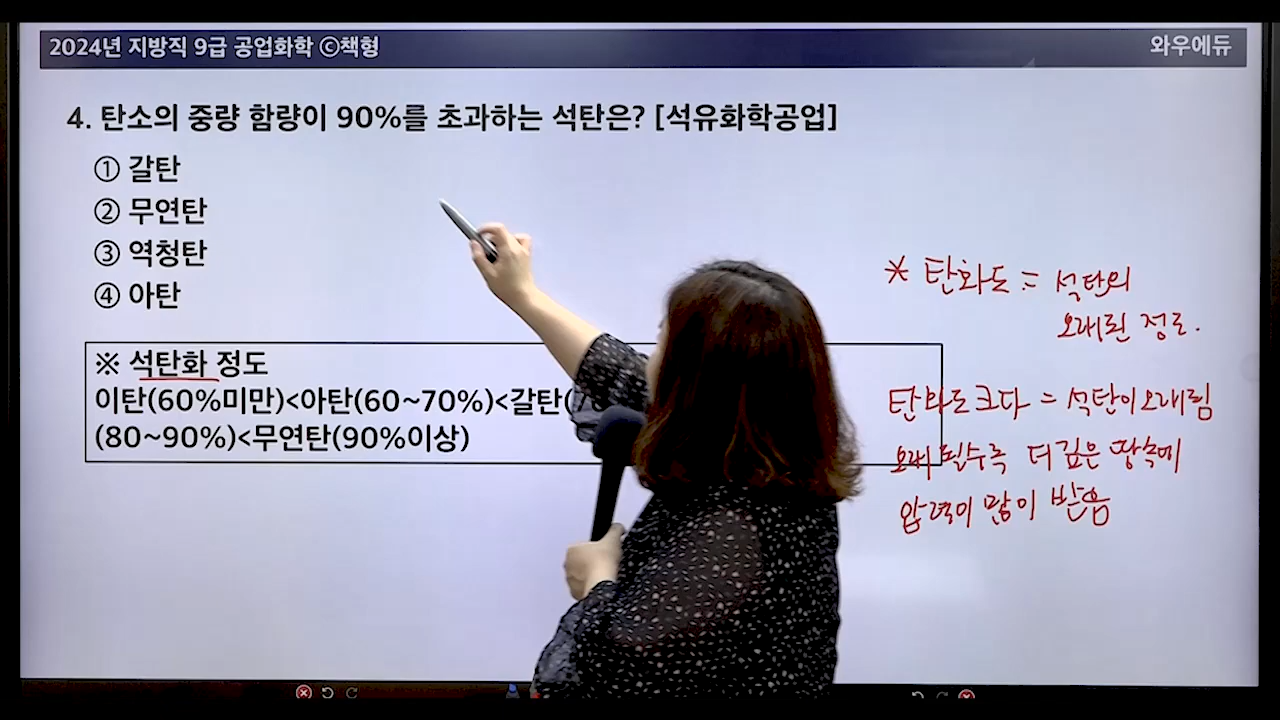 2024년 지방직 9급 공업화학 ⓒ책형
와우에듀
4. 탄소의 중량 함량이 90%를 초과하는 석탄은? [석유화학공업]
① 갈탄
② 무연탄
③ 역청탄
④ 아탄
※ 석탄화 정도
이탄(60%미만)<아탄(60~70%)<갈탄(
(80~90%)<무연탄(90%이상)
* 탄화도 = 석탄의
오래된 정도.
탄화도 크다 = 석탄이 오래됨
오래 될수록 더 깊은 땅속에
압력이 많이 받음